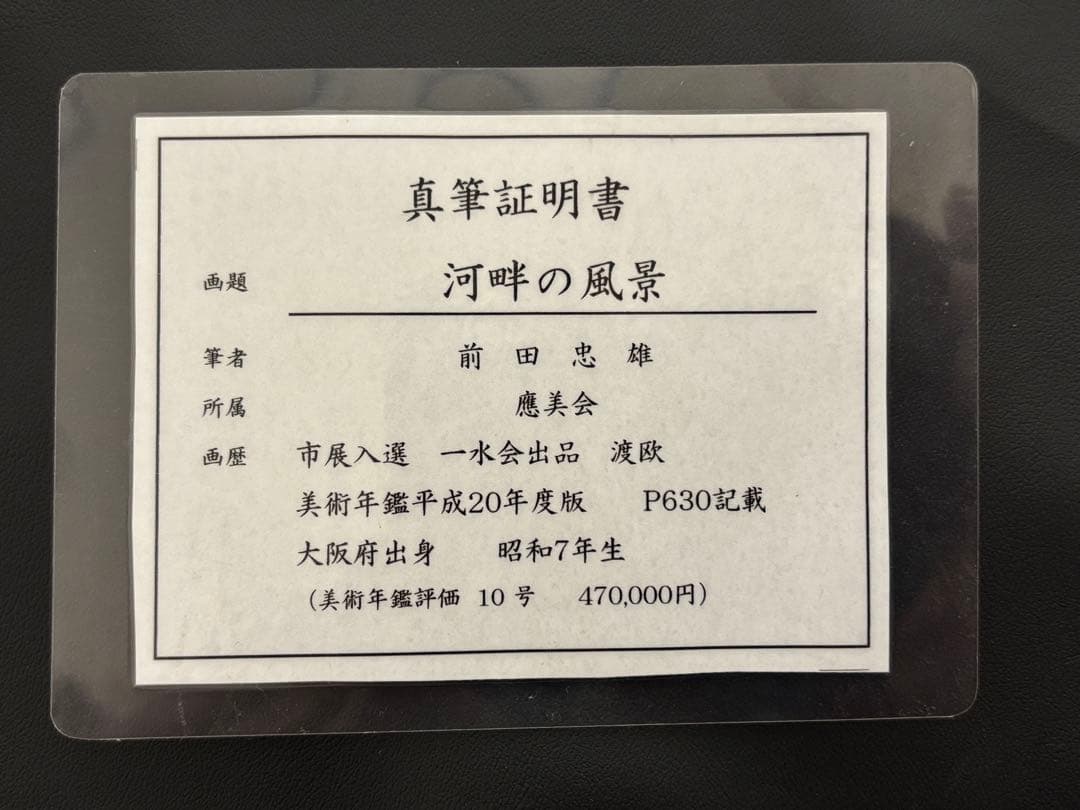 真筆証明書
画題 河畔の風景
筆者 前田忠雄
所属 應美会
画歴 市展入選 一水会出品 渡欧
美術年鑑平成20年度版 P630記載
大阪府出身 昭和7年生
（美術年鑑評価 10号 470,000円）